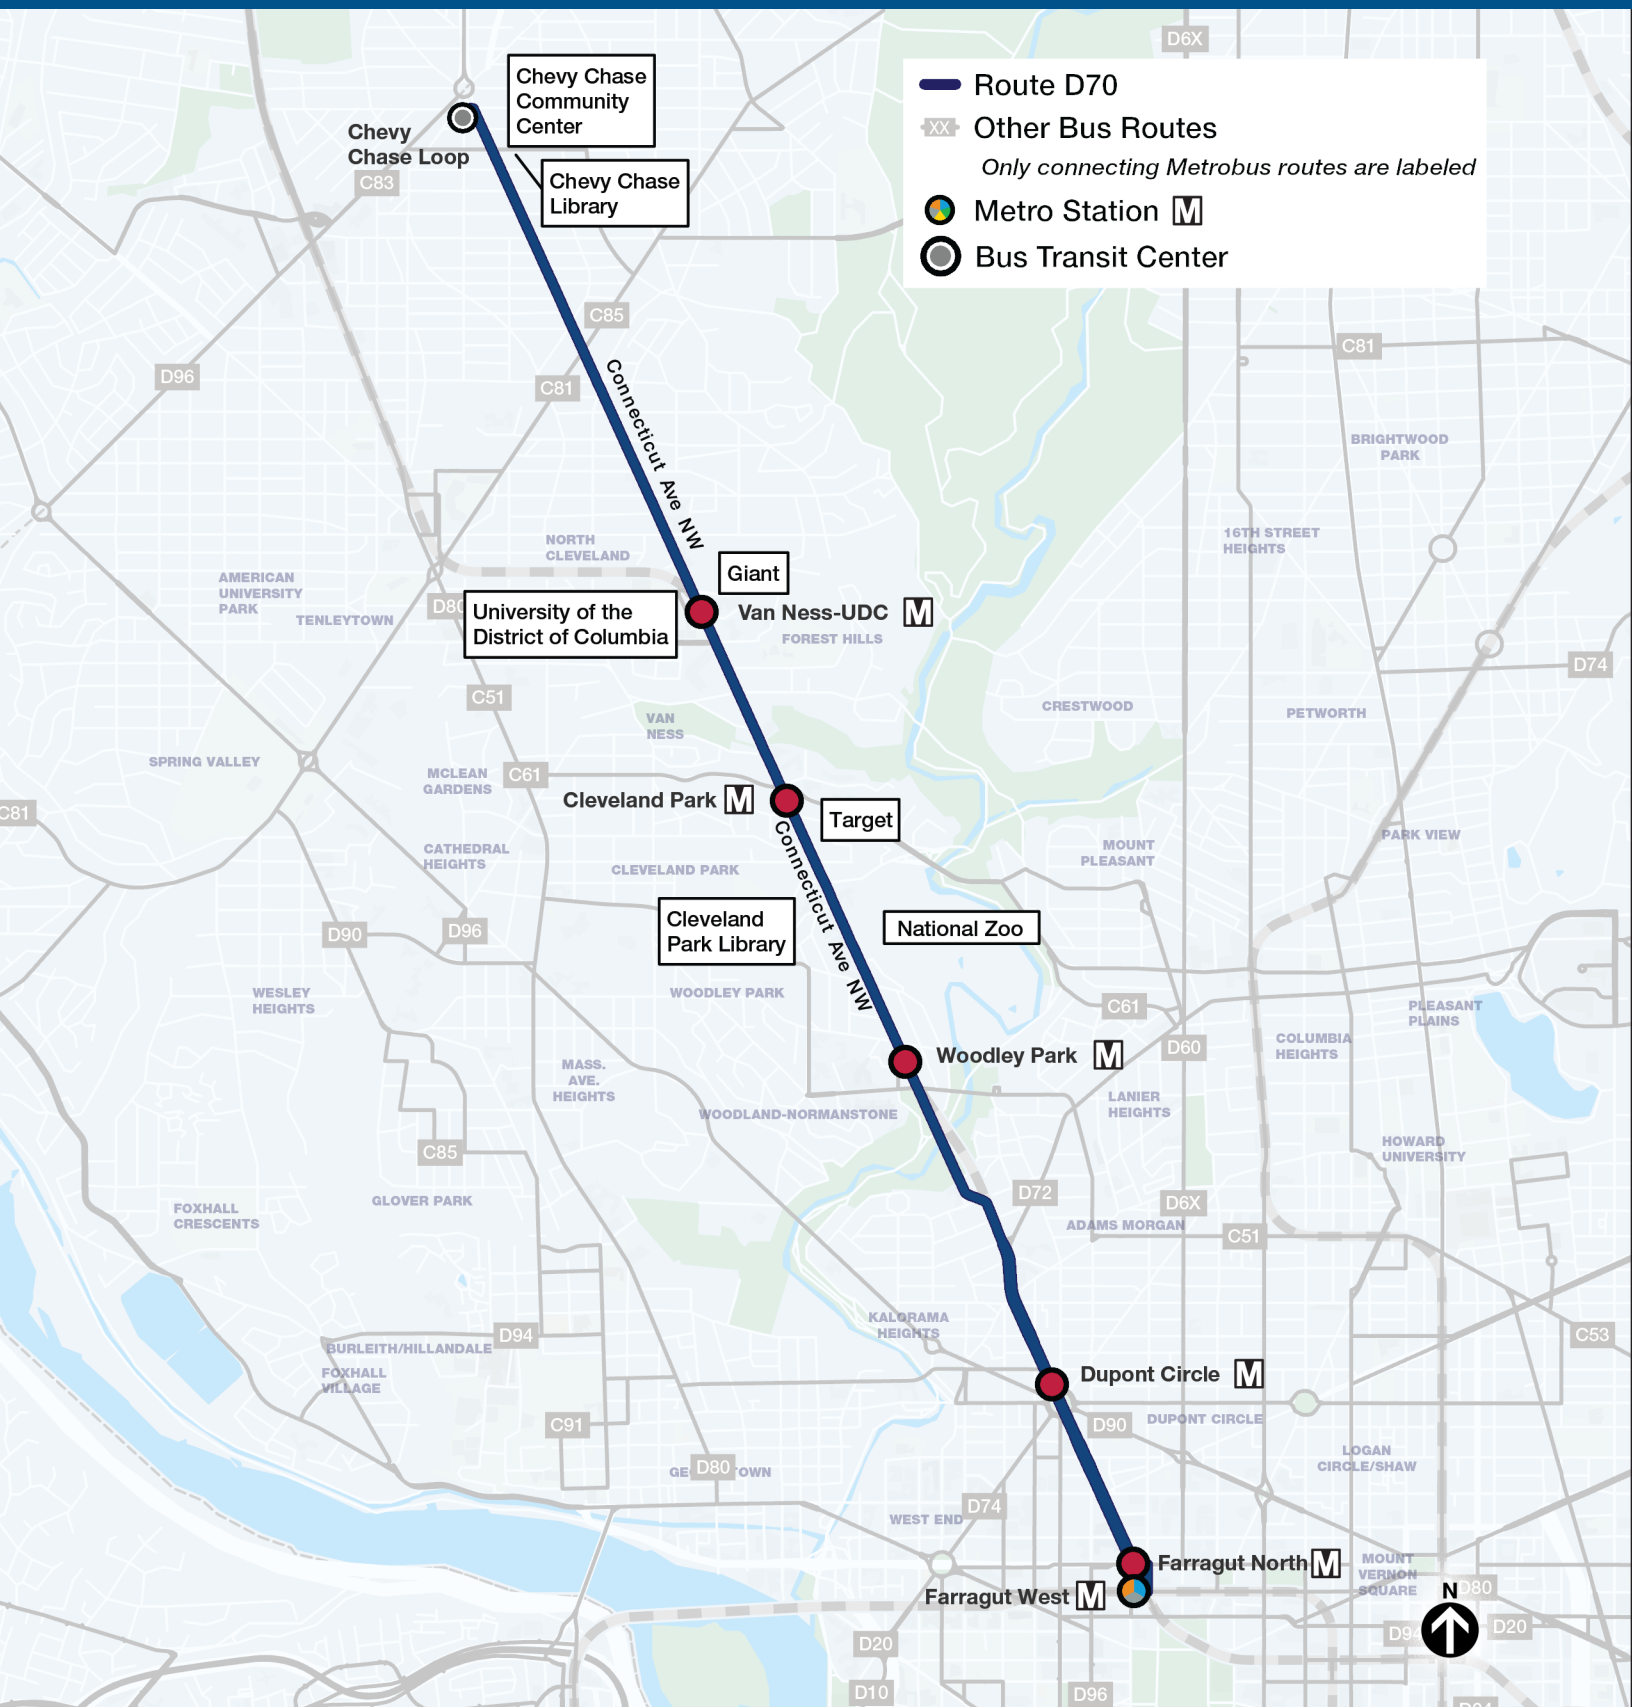 D6X
Chevy Chase
Community
Center
Chevy
Chase Loop
Chevy Chase
Library
C83
Route D70
XX
Other Bus Routes
Only connecting Metrobus routes are labeled
Metro Station M
Bus Transit Center
C85
C81
D96
C81
Connecticut Ave NW
BRIGHTWOOD
PARK
16TH STREET
HEIGHTS
NORTH
CLEVELAND
AMERICAN
UNIVERSITY
PARK
TENLEYTOWN
D80
Giant
University of the
District of Columbia
Van Ness-UDC M
FOREST HILLS
D74
C51
VAN
NESS
CRESTWOOD
PETWORTH
SPRING VALLEY
MCLEAN
GARDENS
C61
Cleveland Park M
Target
C81
CATHEDRAL
HEIGHTS
CLEVELAND PARK
MOUNT
PLEASANT
PARK VIEW
Connecticut Ave NW
Cleveland
Park Library
National Zoo
D90
D96
WESLEY
HEIGHTS
WOODLEY PARK
C61
PLEASANT
PLAINS
D60
COLUMBIA
HEIGHTS
Woodley Park M
MASS.
AVE.
HEIGHTS
WOODLAND-NORMANSTONE
LANIER
HEIGHTS
HOWARD
UNIVERSITY
C85
GLOVER PARK
FOXHALL
CRESCENTS
D72
D6X
ADAMS MORGAN
C51
KALORAMA
HEIGHTS
D94
BURLEITH/HILLANDALE
FOXHALL
VILLAGE
C53
Dupont Circle M
C91
D90
DUPONT CIRCLE
LOGAN
CIRCLE/SHAW
D80
D74
WEST END
Farragut North M
MOUNT
VERNON
SQUARE
Farragut West M
N
D80
D20
D20
D10
D96